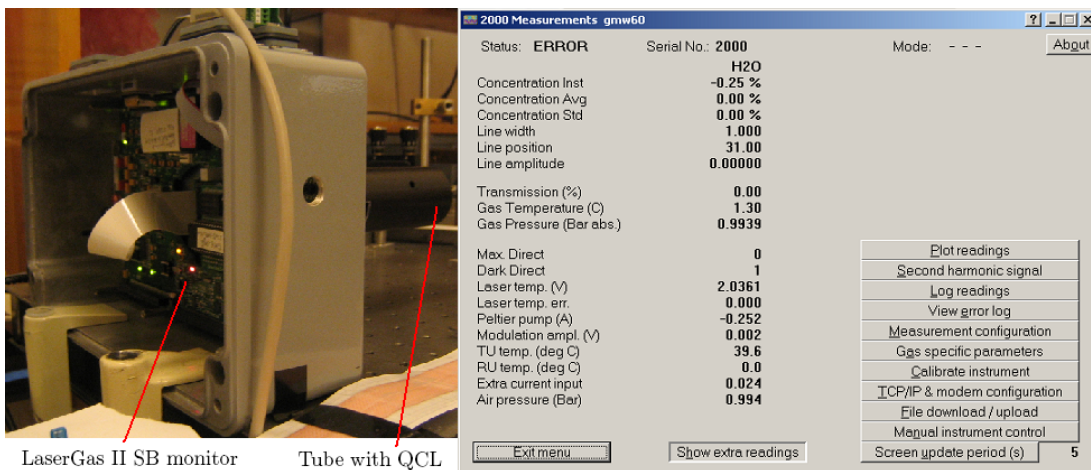 2000 Measurements gmw60
Status: ERROR Serial No.: 2000 Mode: - - - About
H2O
Concentration Inst -0.25 %
Concentration Avg 0.00 %
Concentration Std 0.00 %
Line width 1.000
Line position 31.00
Line amplitude 0.00000
Transmission (%) 0.00
Gas Temperature (C) 1.30
Gas Pressure (Bar abs.) 0.9939
Max. Direct 0
Dark Direct 1
Laser temp. (V) 2.0361
Laser temp. err. 0.000
Peltier pump (A) -0.252
Modulation ampl. (V) 0.002
TU temp. (deg C) 39.6
RU temp. (deg C) 0.0
Extra current input 0.024
Air pressure (Bar) 0.994
Plot readings
Second harmonic signal
Log readings
View error log
Measurement configuration
Gas specific parameters
Calibrate instrument
TCP/IP & modem configuration
File download / upload
Manual instrument control
Exit menu Show extra readings Screen update period (s) 5
LaserGas II SB monitor Tube with QCL